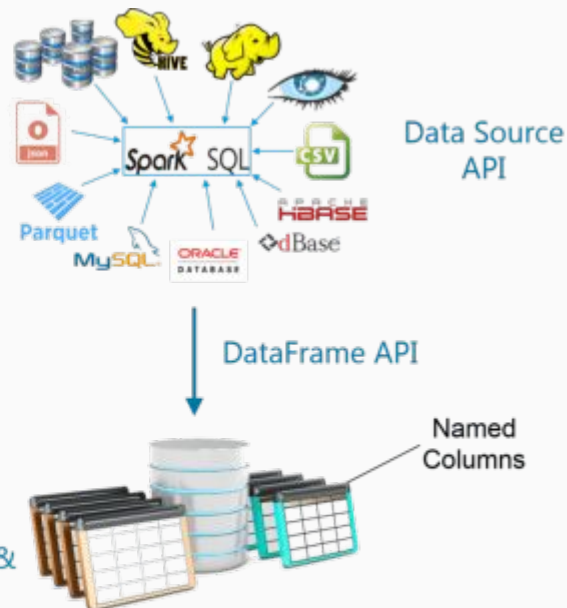 HIVE
json
Spark SQL
CSV
Data Source
API
Parquet
MySQL
ORACLE
DATABASE
APACHE
HBASE
dBase
DataFrame API
Named
Columns
&